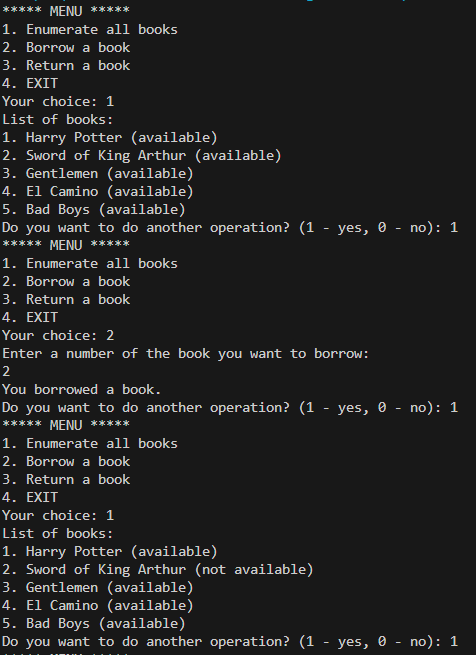 ***** MENU *****
1. Enumerate all books
2. Borrow a book
3. Return a book
4. EXIT
Your choice: 1
List of books:
1. Harry Potter (available)
2. Sword of King Arthur (available)
3. Gentlemen (available)
4. El Camino (available)
5. Bad Boys (available)
Do you want to do another operation? (1 - yes, 0 - no): 1
***** MENU *****
1. Enumerate all books
2. Borrow a book
3. Return a book
4. EXIT
Your choice: 2
Enter a number of the book you want to borrow:
2
You borrowed a book.
Do you want to do another operation? (1 - yes, 0 - no): 1
***** MENU *****
1. Enumerate all books
2. Borrow a book
3. Return a book
4. EXIT
Your choice: 1
List of books:
1. Harry Potter (available)
2. Sword of King Arthur (not available)
3. Gentlemen (available)
4. El Camino (available)
5. Bad Boys (available)
Do you want to do another operation? (1 - yes, 0 - no): 1
***** MENU *****